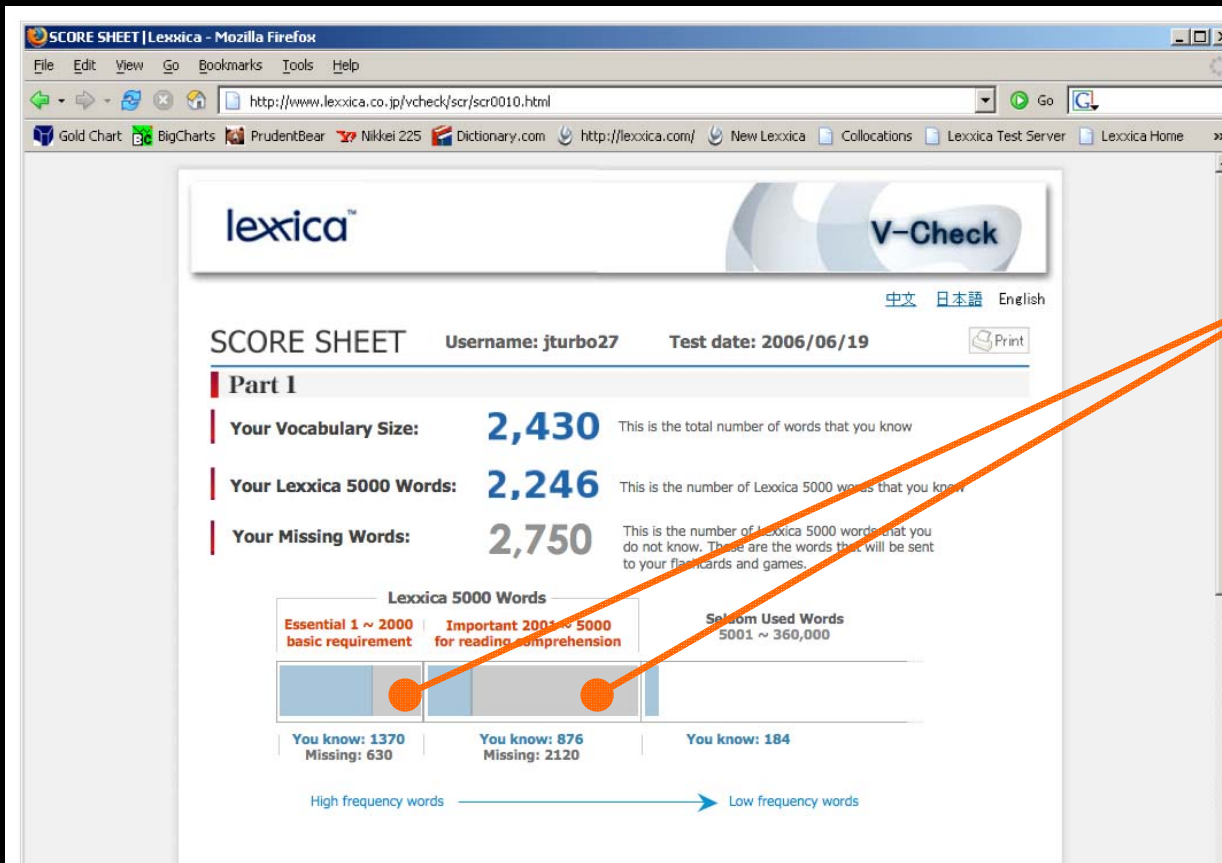 SCORE SHEET | Lexxica - Mozilla Firefox
File Edit View Go Bookmarks Tools Help
http://www.lexxica.co.jp/vcheck/scr/scr0010.html Go G
Gold Chart BigCharts PrudentBear Nikkei 225 Dictionary.com http://lexxica.com/ New Lexxica Collocations Lexxica Test Server Lexxica Home »
lexxica™ V-Check
中文 日本語 English
SCORE SHEET Username: jturbo27 Test date: 2006/06/19 Print
Part 1
Your Vocabulary Size: 2,430 This is the total number of words that you know
Your Lexxica 5000 Words: 2,246 This is the number of Lexxica 5000 words that you know
Your Missing Words: 2,750 This is the number of Lexxica 5000 words that you
do not know. These are the words that will be sent
to your flashcards and games.
Lexxica 5000 Words
Essential 1 ~ 2000 Important 2001 ~ 5000 Seldom Used Words
basic requirement for reading comprehension 5001 ~ 360,000
You know: 1370 You know: 876 You know: 184
Missing: 630 Missing: 2120
High frequency words Low frequency words